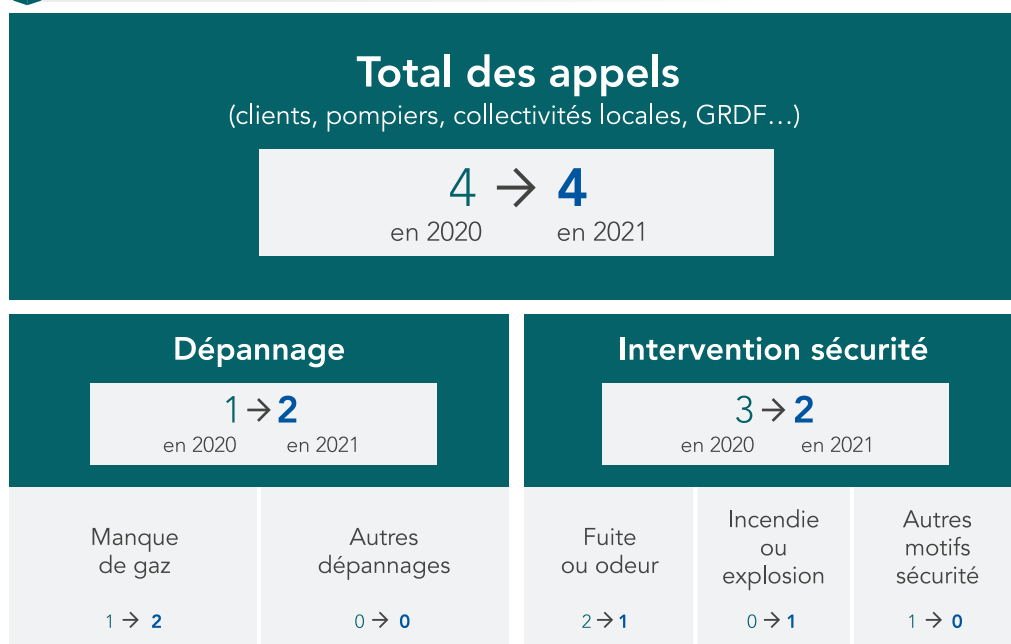 Total des appels
(clients, pompiers, collectivités locales, GRDF...)
4 → 4
en 2020 en 2021
Dépannage
1 → 2
en 2020 en 2021
Manque
de gaz
1 → 2
Autres
dépannages
0 → 0
Intervention sécurité
3 → 2
en 2020 en 2021
Fuite
ou odeur
2 → 1
Incendie
ou
explosion
0 → 1
Autres
motifs
sécurité
1 → 0